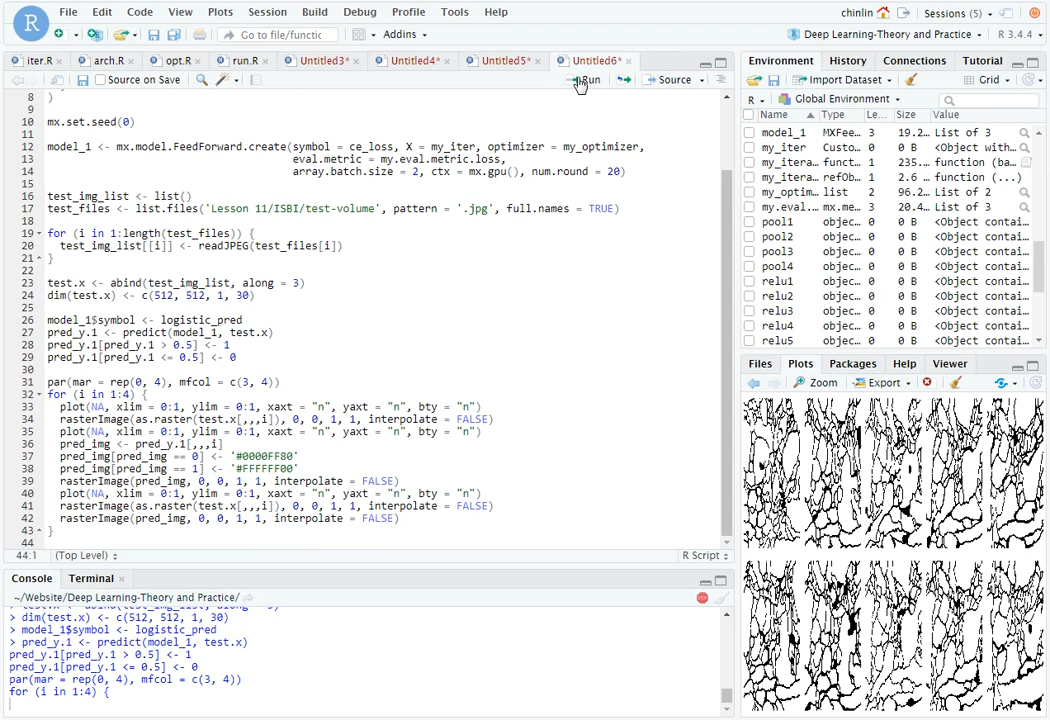 R File Edit Code View Plots Session Build Debug Profile Tools Help chinlin Sessions (5)
Go to file/functic Addins Deep Learning-Theory and Practice R 3.4.4
iter.R × arch.R × opt.R × run.R × Untitled3* × Untitled4* × Untitled5* × Untitled6* ×
Source on Save Run Source
8
)
9
10 mx.set.seed(0)
11
12 model_1 <- mx.model.FeedForward.create(symbol = ce_loss, X = my_iter, optimizer = my_optimizer,
13 eval.metric = my.eval.metric.loss,
14 array.batch.size = 2, ctx = mx.gpu(), num.round = 20)
15
16 test_img_list <- list()
17 test_files <- list.files('Lesson 11/ISBI/test-volume', pattern = '.jpg', full.names = TRUE)
18
19 for (i in 1:length(test_files)) {
20 test_img_list[[i]] <- readJPEG(test_files[i])
21 }
22
23 test.x <- abind(test_img_list, along = 3)
24 dim(test.x) <- c(512, 512, 1, 30)
25
26 model_1$symbol <- logistic_pred
27 pred_y.1 <- predict(model_1, test.x)
28 pred_y.1[pred_y.1 > 0.5] <- 1
29 pred_y.1[pred_y.1 <= 0.5] <- 0
30
31 par(mar = rep(0, 4), mfcol = c(3, 4))
32 for (i in 1:4) {
33 plot(NA, xlim = 0:1, ylim = 0:1, xaxt = "n", yaxt = "n", bty = "n")
34 rasterImage(as.raster(test.x[,,,i]), 0, 0, 1, 1, interpolate = FALSE)
35 plot(NA, xlim = 0:1, ylim = 0:1, xaxt = "n", yaxt = "n", bty = "n")
36 pred_img <- pred_y.1[,,,i]
37 pred_img[pred_img == 0] <- '#0000FF80'
38 pred_img[pred_img == 1] <- '#FFFFFF00'
39 rasterImage(pred_img, 0, 0, 1, 1, interpolate = FALSE)
40 plot(NA, xlim = 0:1, ylim = 0:1, xaxt = "n", yaxt = "n", bty = "n")
41 rasterImage(as.raster(test.x[,,,i]), 0, 0, 1, 1, interpolate = FALSE)
42 rasterImage(pred_img, 0, 0, 1, 1, interpolate = FALSE)
43 }
44
44:1 (Top Level) R Script
Console Terminal ×
~/Website/Deep Learning-Theory and Practice/
> test.x <- abind(test_img_list, along = 3)
> dim(test.x) <- c(512, 512, 1, 30)
> model_1$symbol <- logistic_pred
> pred_y.1 <- predict(model_1, test.x)
pred_y.1[pred_y.1 > 0.5] <- 1
pred_y.1[pred_y.1 <= 0.5] <- 0
par(mar = rep(0, 4), mfcol = c(3, 4))
for (i in 1:4) {
Environment History Connections Tutorial
Import Dataset Grid
R Global Environment
Name Type Le… Size Value
model_1 MXFee… 3 19.2… List of 3
my_iter Custo… 0 0 B <Object with…
my_itera… funct… 1 235.… function (ba…
my_itera… refOb… 1 2.6 … function (...)
my_optim… list 2 96.2… List of 2
my.eval.… mx.me… 3 20.4… List of 3
pool1 objec… 0 0 B <Object contai…
pool2 objec… 0 0 B <Object contai…
pool3 objec… 0 0 B <Object contai…
pool4 objec… 0 0 B <Object contai…
relu1 objec… 0 0 B <Object contai…
relu2 objec… 0 0 B <Object contai…
relu3 objec… 0 0 B <Object contai…
relu4 objec… 0 0 B <Object contai…
relu5 objec… 0 0 B <Object contai…
Files Plots Packages Help Viewer
Zoom Export